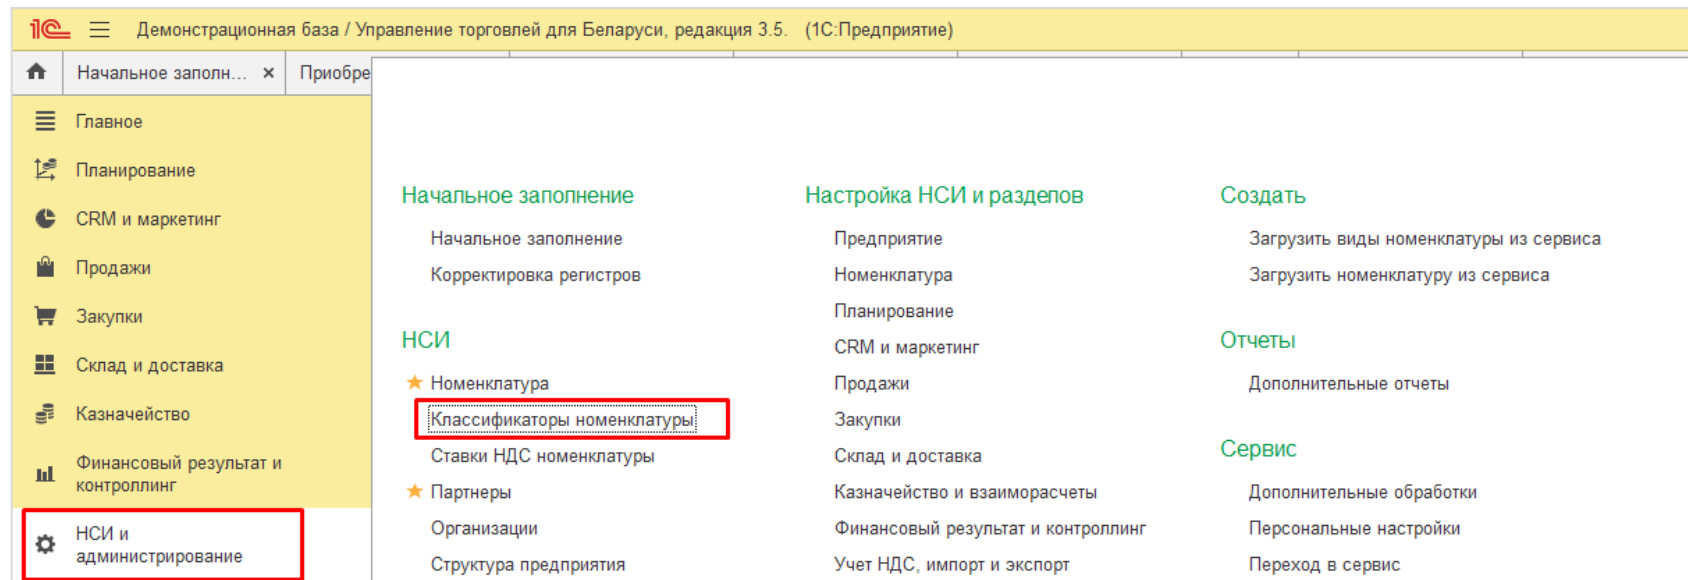 1С Демонстрационная база / Управление торговлей для Беларуси, редакция 3.5. (1С:Предприятие)
Начальное заполн... × Приобре
Главное
Планирование
CRM и маркетинг
Продажи
Закупки
Склад и доставка
Казначейство
Финансовый результат и
контроллинг
НСИ и
администрирование
Начальное заполнение
Начальное заполнение
Корректировка регистров
НСИ
Номенклатура
Классификаторы номенклатуры
Ставки НДС номенклатуры
Партнеры
Организации
Структура предприятия
Настройка НСИ и разделов
Предприятие
Номенклатура
Планирование
CRM и маркетинг
Продажи
Закупки
Склад и доставка
Казначейство и взаиморасчеты
Финансовый результат и контроллинг
Учет НДС, импорт и экспорт
Создать
Загрузить виды номенклатуры из сервиса
Загрузить номенклатуру из сервиса
Отчеты
Дополнительные отчеты
Сервис
Дополнительные обработки
Персональные настройки
Переход в сервис